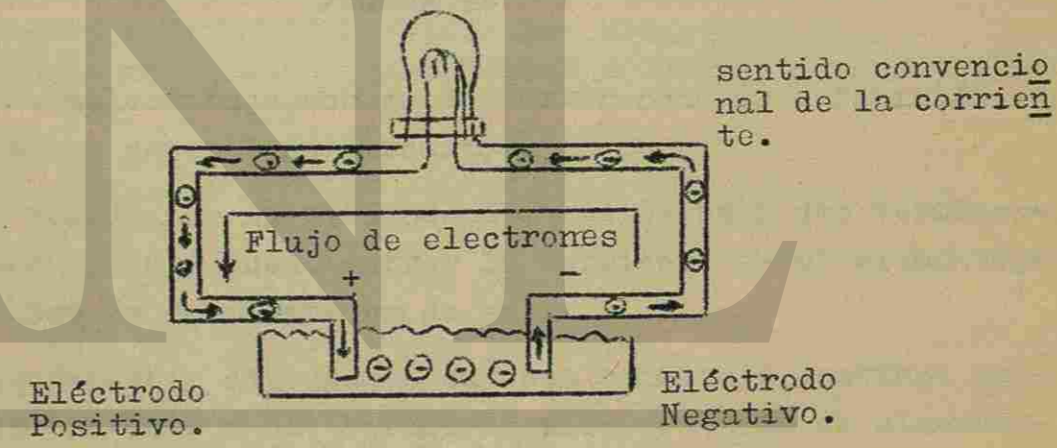 sentido convencio
nal de la corrien
te.
Flujo de electrones
+ −
Eléctrodo
Positivo.
Eléctrodo
Negativo.